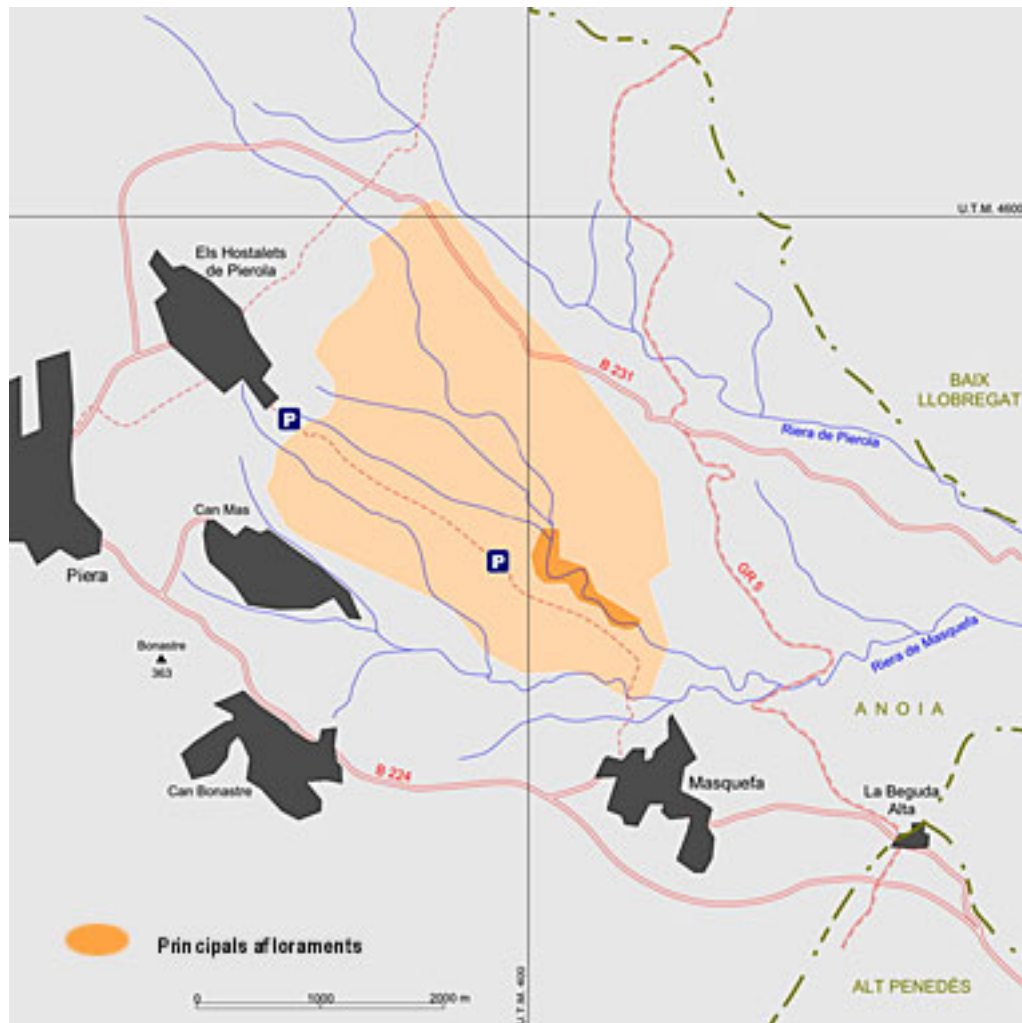 U.T.M. 4600
Els Hostalets
de Pierola
B 231
BAIX
LLOBREGAT
P
Riera de Pierola
Can Mas
P
Piera
GR 5
Riera de Masquefa
Bonastre
363
ANOIA
B 224
Can Bonastre
Masquefa
La Beguda
Alta
Principals afloraments
ALT PENEDÈS
0 1000 2000 m
U.T.M. 400